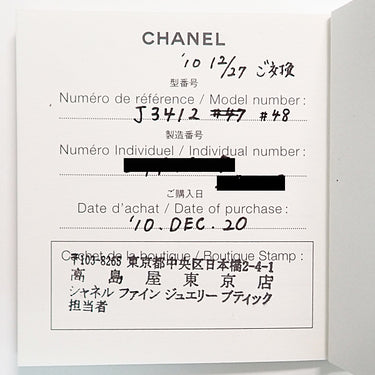 CHANEL
'10 12/27 ご交換
型番号
Numéro de référence / Model number :
J3412 #47 #48
製造番号
Numéro Individuel / Individual number :
ご購入日
Date d'achat / Date of purchase :
'10. DEC. 20
Cachet de la boutique / Boutique Stamp :
〒103-8265 東京都中央区日本橋2-4-1
高島屋東京店
シャネル ファイン ジュエリー ブティック
担当者